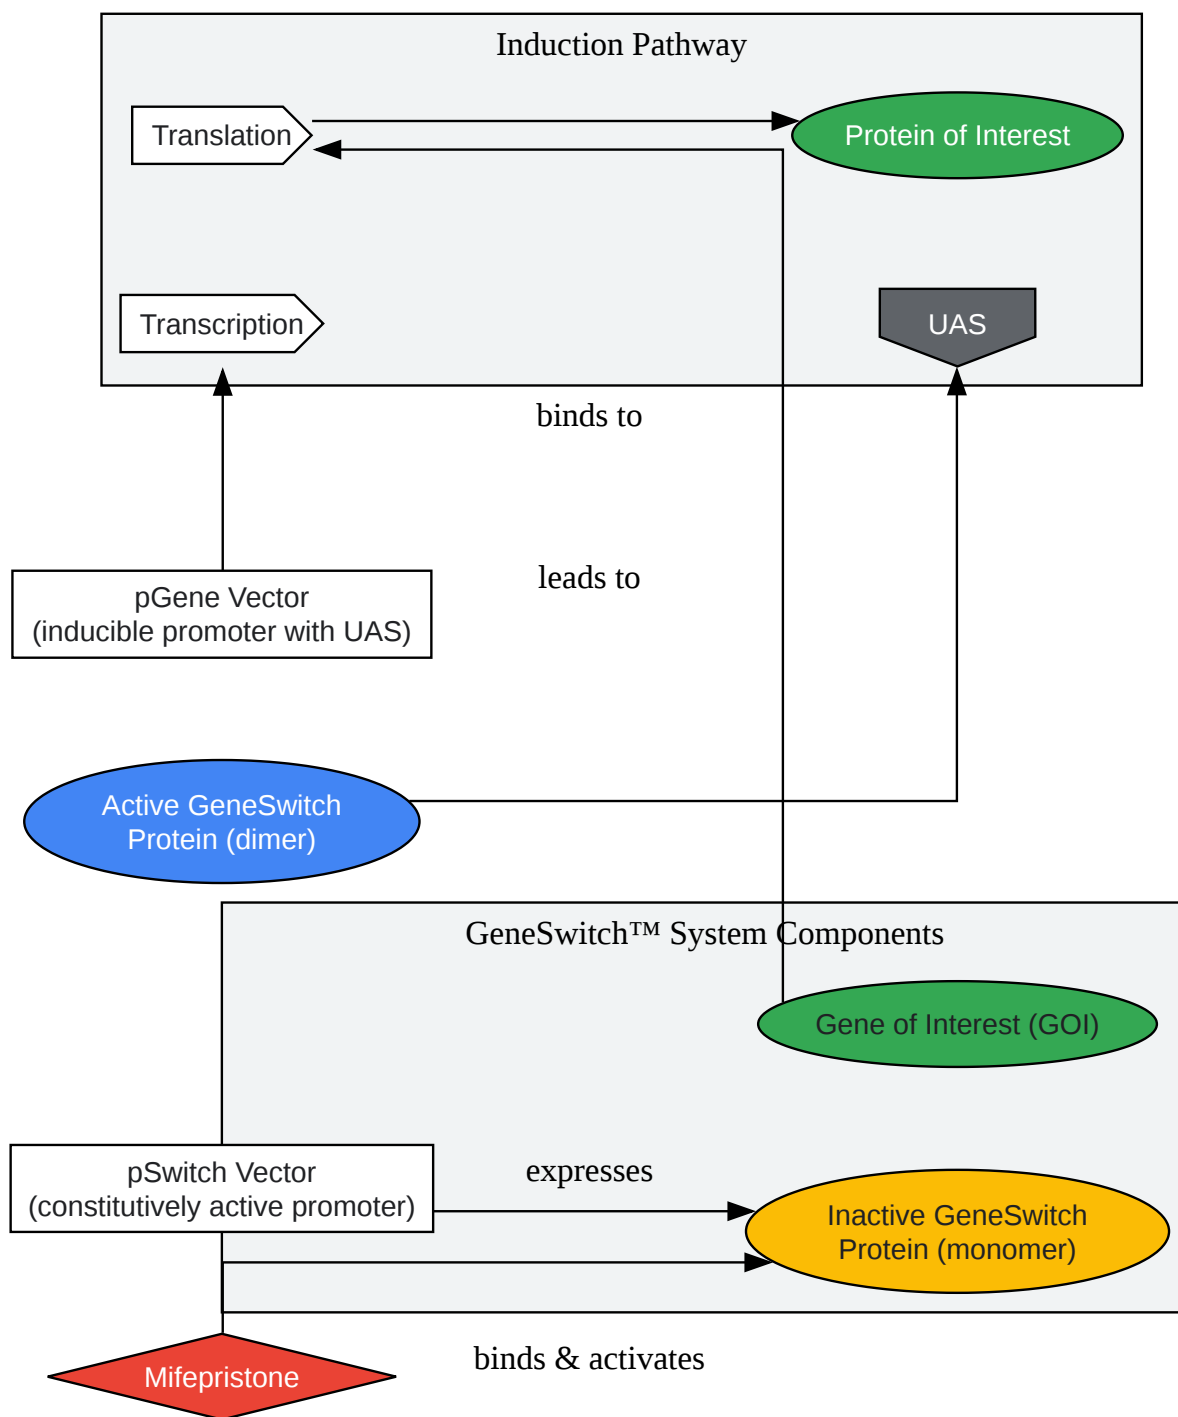 Induction Pathway
Translation
Protein of Interest
Transcription
UAS
binds to
leads to
pGene Vector
(inducible promoter with UAS)
Active GeneSwitch
Protein (dimer)
GeneSwitch™ System Components
Gene of Interest (GOI)
pSwitch Vector
(constitutively active promoter)
expresses
Inactive GeneSwitch
Protein (monomer)
binds & activates
Mifepristone